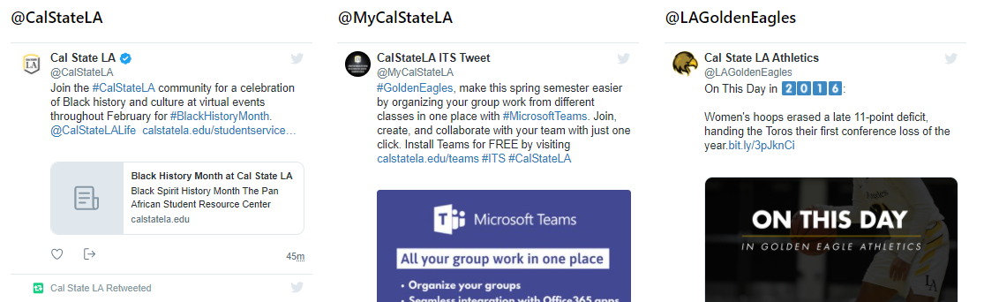 @CalStateLA
Cal State LA
@CalStateLA
Join the #CalStateLA community for a celebration
of Black history and culture at virtual events
throughout February for #BlackHistoryMonth.
@CalStateLALife calstatela.edu/studentservice…
Black History Month at Cal State LA
Black Spirit History Month The Pan
African Student Resource Center
calstatela.edu
45m
Cal State LA Retweeted
@MyCalStateLA
CalStateLA ITS Tweet
@MyCalStateLA
#GoldenEagles, make this spring semester easier
by organizing your group work from different
classes in one place with #MicrosoftTeams. Join,
create, and collaborate with your team with just one
click. Install Teams for FREE by visiting
calstatela.edu/teams #ITS #CalStateLA
Microsoft Teams
All your group work in one place
• Organize your groups
• Seamless integration with Office365 apps
@LAGoldenEagles
Cal State LA Athletics
@LAGoldenEagles
On This Day in 2016:
Women's hoops erased a late 11-point deficit,
handing the Toros their first conference loss of the
year.bit.ly/3pJknCi
ON THIS DAY
IN GOLDEN EAGLE ATHLETICS
LA